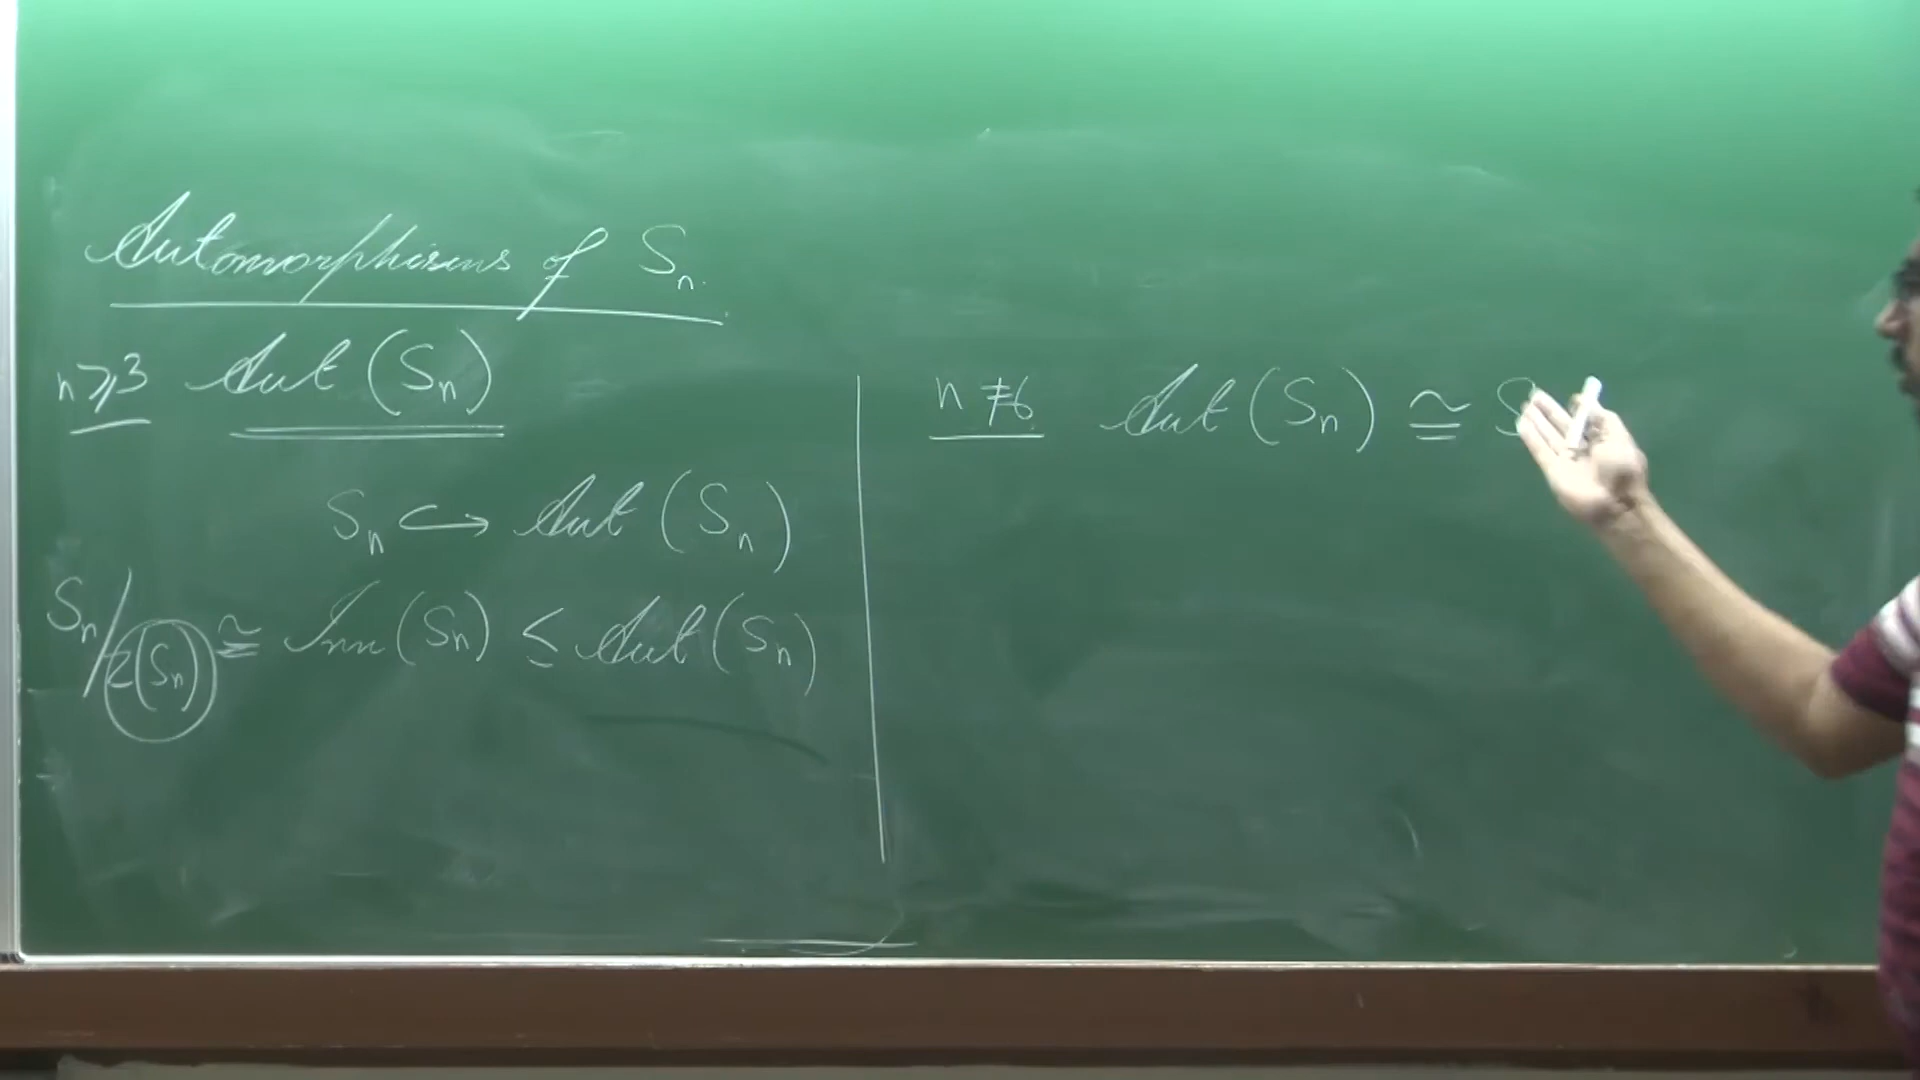 Automorphisms of Sₙ.
n ≥ 3 Aut (Sₙ)
Sₙ ↪ Aut (Sₙ)
Sₙ/Z(Sₙ) ≅ Inn (Sₙ) ≤ Aut (Sₙ)
n ≠ 6 Aut (Sₙ) ≅ S